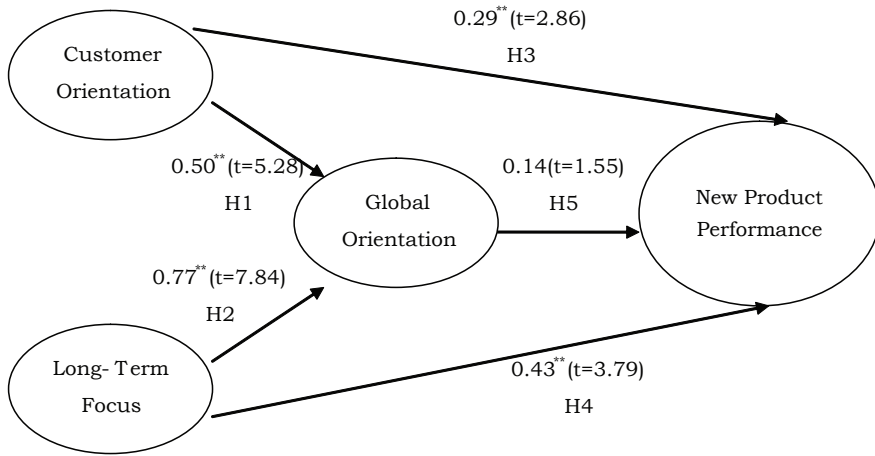 0.29**(t=2.86)
H3
Customer
Orientation
0.50**(t=5.28)
H1
0.14(t=1.55)
H5
Global
Orientation
New Product
Performance
0.77**(t=7.84)
H2
Long- Term
Focus
0.43**(t=3.79)
H4